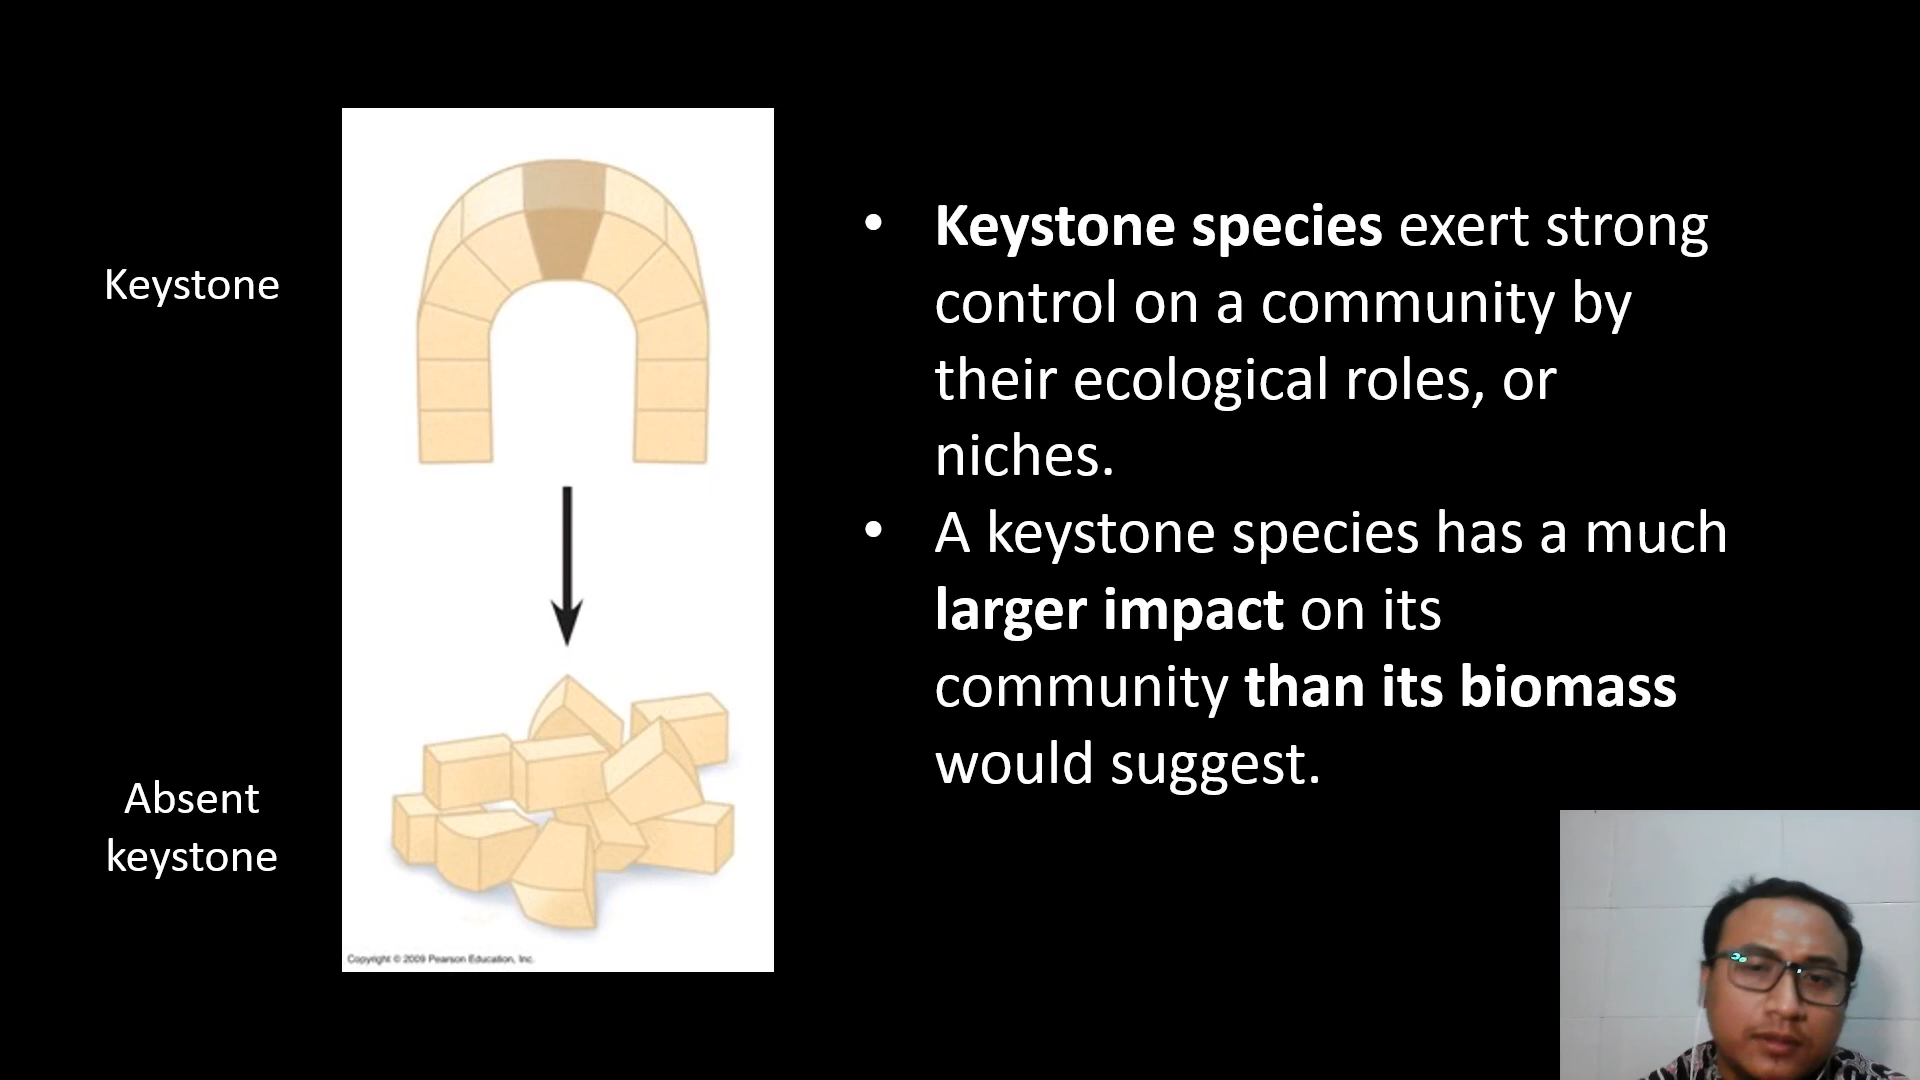 Keystone
Absent
keystone
Copyright © 2009 Pearson Education, Inc.
• Keystone species exert strong
control on a community by
their ecological roles, or
niches.
• A keystone species has a much
larger impact on its
community than its biomass
would suggest.